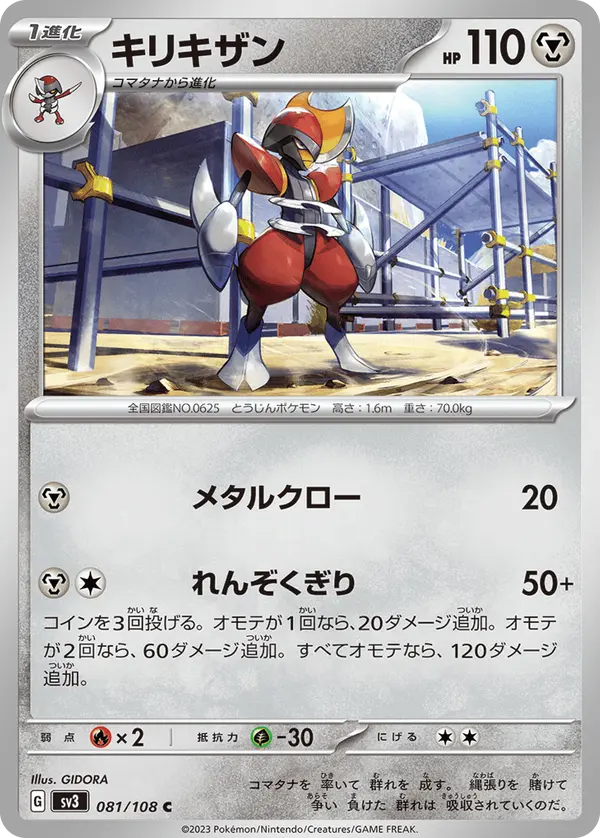 1進化
キリキザン
HP 110
コマタナから進化
全国図鑑NO.0625 とうじんポケモン 高さ：1.6m 重さ：70.0kg
メタルクロー 20
れんぞくぎり 50+
コインを3回投げる。オモテが1回なら、20ダメージ追加。オモテ
が2回なら、60ダメージ追加。すべてオモテなら、120ダメージ
追加。
弱点 ×2 抵抗力 -30 にげる
Illus. GIDORA
G sv3 081/108 C
コマタナを 率いて 群れを 成す。縄張りを 賭けて
争い 負けた 群れは 吸収されていくのだ。
©2023 Pokémon/Nintendo/Creatures/GAME FREAK.